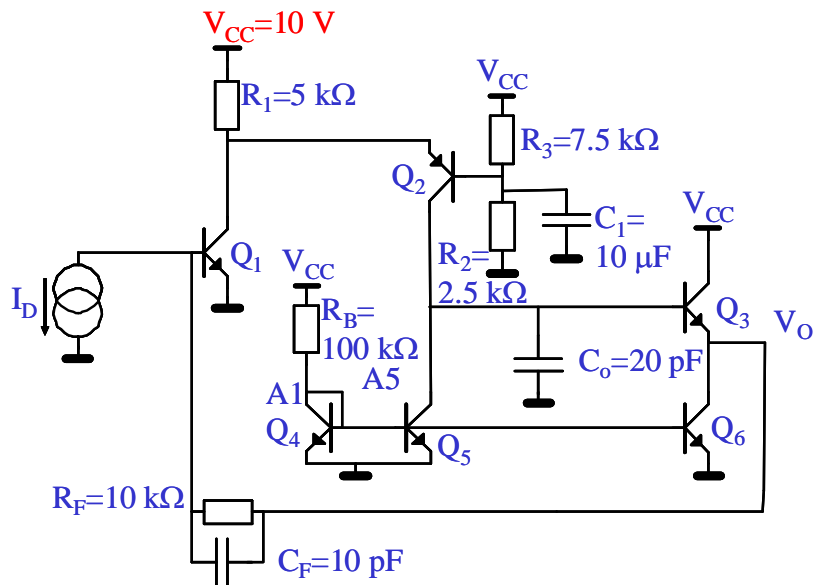 V_CC=10 V
R_1=5 kΩ
V_CC
R_3=7.5 kΩ
Q_2
C_1=
10 μF
V_CC
Q_1
R_2=
2.5 kΩ
V_CC
I_D
R_B=
100 kΩ
Q_3
V_O
C_o=20 pF
A1
A5
Q_4
Q_5
Q_6
R_F=10 kΩ
C_F=10 pF